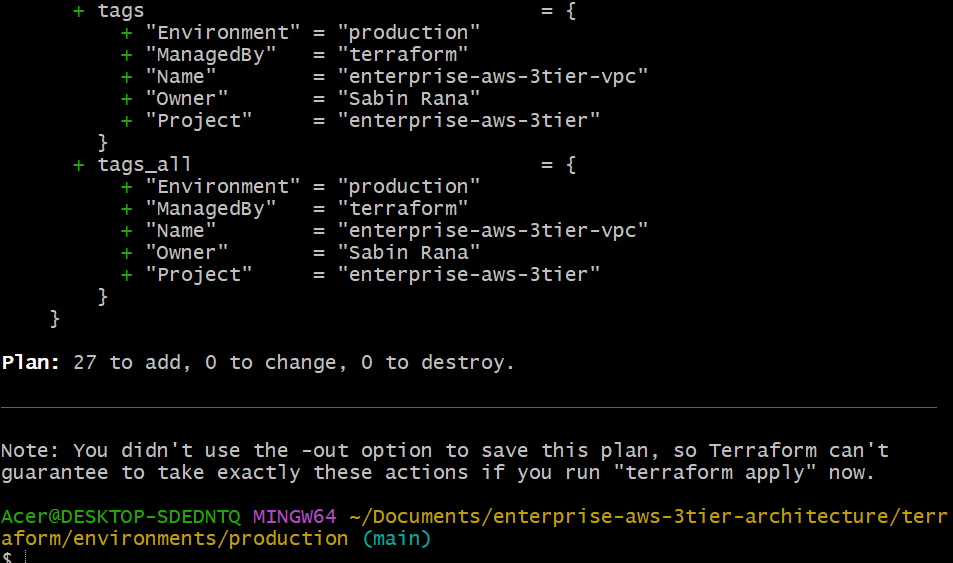 + tags = {
+ "Environment" = "production"
+ "ManagedBy" = "terraform"
+ "Name" = "enterprise-aws-3tier-vpc"
+ "Owner" = "Sabin Rana"
+ "Project" = "enterprise-aws-3tier"
}
+ tags_all = {
+ "Environment" = "production"
+ "ManagedBy" = "terraform"
+ "Name" = "enterprise-aws-3tier-vpc"
+ "Owner" = "Sabin Rana"
+ "Project" = "enterprise-aws-3tier"
}
}
Plan: 27 to add, 0 to change, 0 to destroy.
Note: You didn't use the -out option to save this plan, so Terraform can't
guarantee to take exactly these actions if you run "terraform apply" now.
Acer@DESKTOP-SDEDNTQ MINGW64 ~/Documents/enterprise-aws-3tier-architecture/terr
aform/environments/production (main)
$